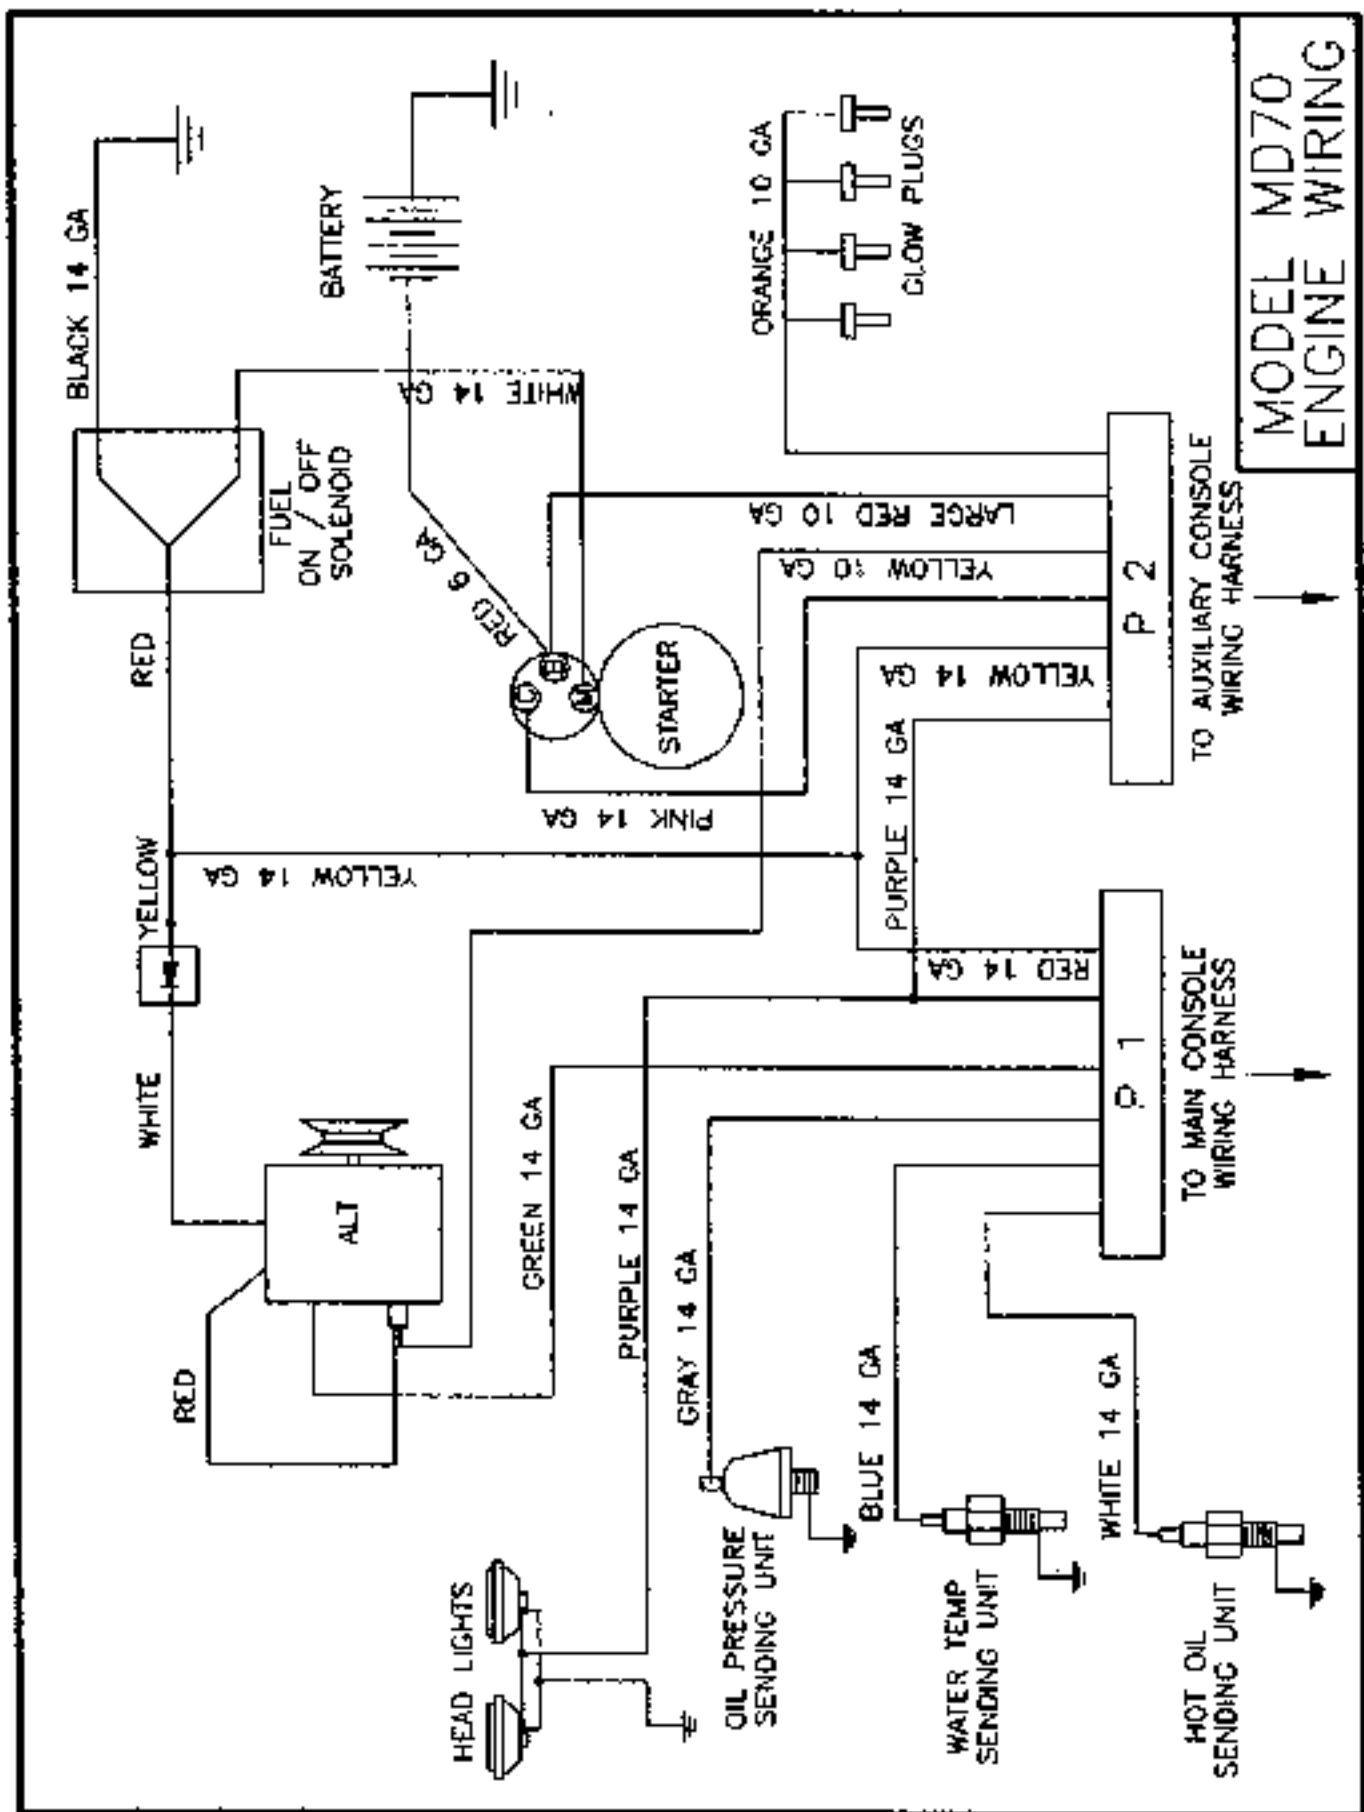 HEAD LIGHTS
RED
WHITE
YELLOW
RED
BLACK 14 GA
ALT
FUEL
ON / OFF
SOLENOID
YELLOW 14 GA
BATTERY
WHITE 14 GA
RED 6 GA
C
B
M
STARTER
PINK 14 GA
GREEN 14 GA
PURPLE 14 GA
GRAY 14 GA
OIL PRESSURE
SENDING UNIT
BLUE 14 GA
PURPLE 14 GA
YELLOW 14 GA
YELLOW 10 GA
LARGE RED 10 GA
ORANGE 10 GA
GLOW PLUGS
RED 14 GA
WATER TEMP
SENDING UNIT
WHITE 14 GA
HOT OIL
SENDING UNIT
P 1
P 2
TO MAIN CONSOLE
WIRING HARNESS
TO AUXILIARY CONSOLE
WIRING HARNESS
MODEL MD70
ENGINE WIRING